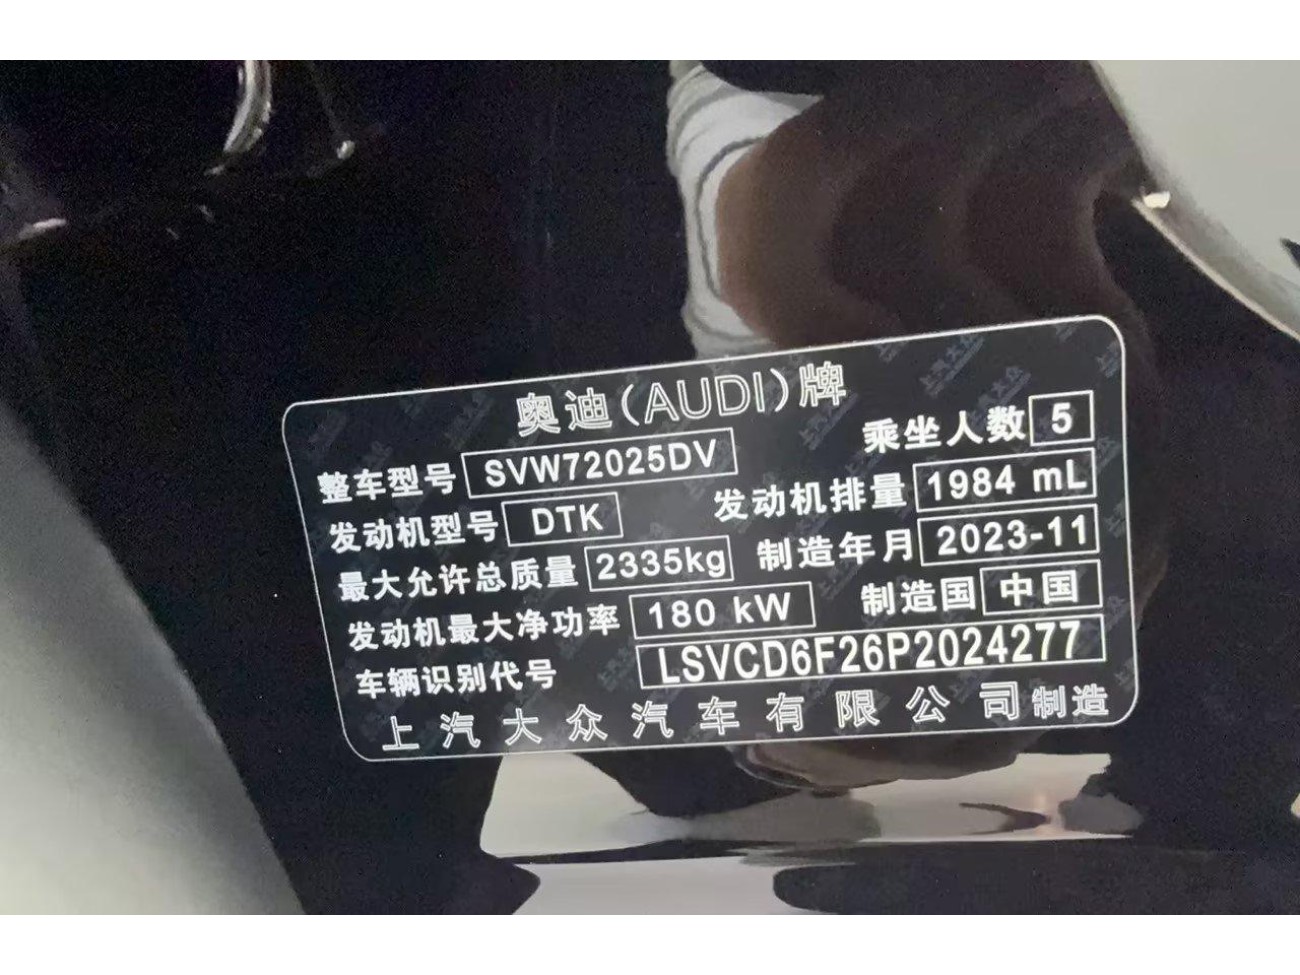 奥迪(AUDI)牌
整车型号 SVW72025DV 乘坐人数 5
发动机型号 DTK 发动机排量 1984 mL
最大允许总质量 2335kg 制造年月 2023-11
发动机最大净功率 180 kW 制造国 中国
车辆识别代号 LSVCD6F26P2024277
上汽大众汽车有限公司制造